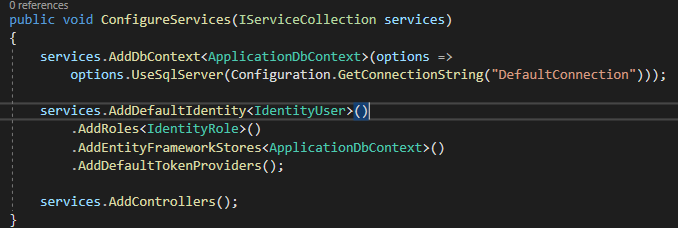 0 references
public void ConfigureServices(IServiceCollection services)
{
services.AddDbContext<ApplicationDbContext>(options =>
options.UseSqlServer(Configuration.GetConnectionString("DefaultConnection")));
services.AddDefaultIdentity<IdentityUser>()
.AddRoles<IdentityRole>()
.AddEntityFrameworkStores<ApplicationDbContext>()
.AddDefaultTokenProviders();
services.AddControllers();
}